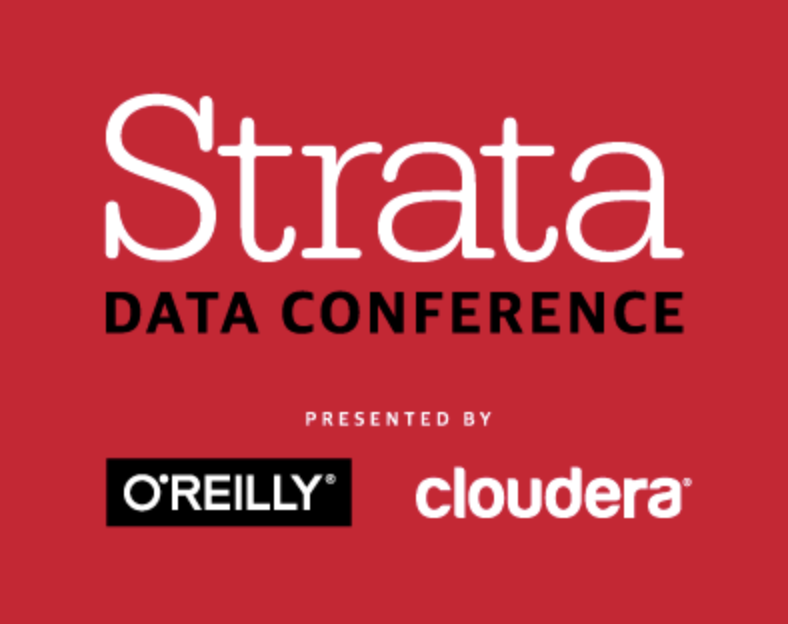 Strata
DATA CONFERENCE
PRESENTED BY
O'REILLY® cloudera®